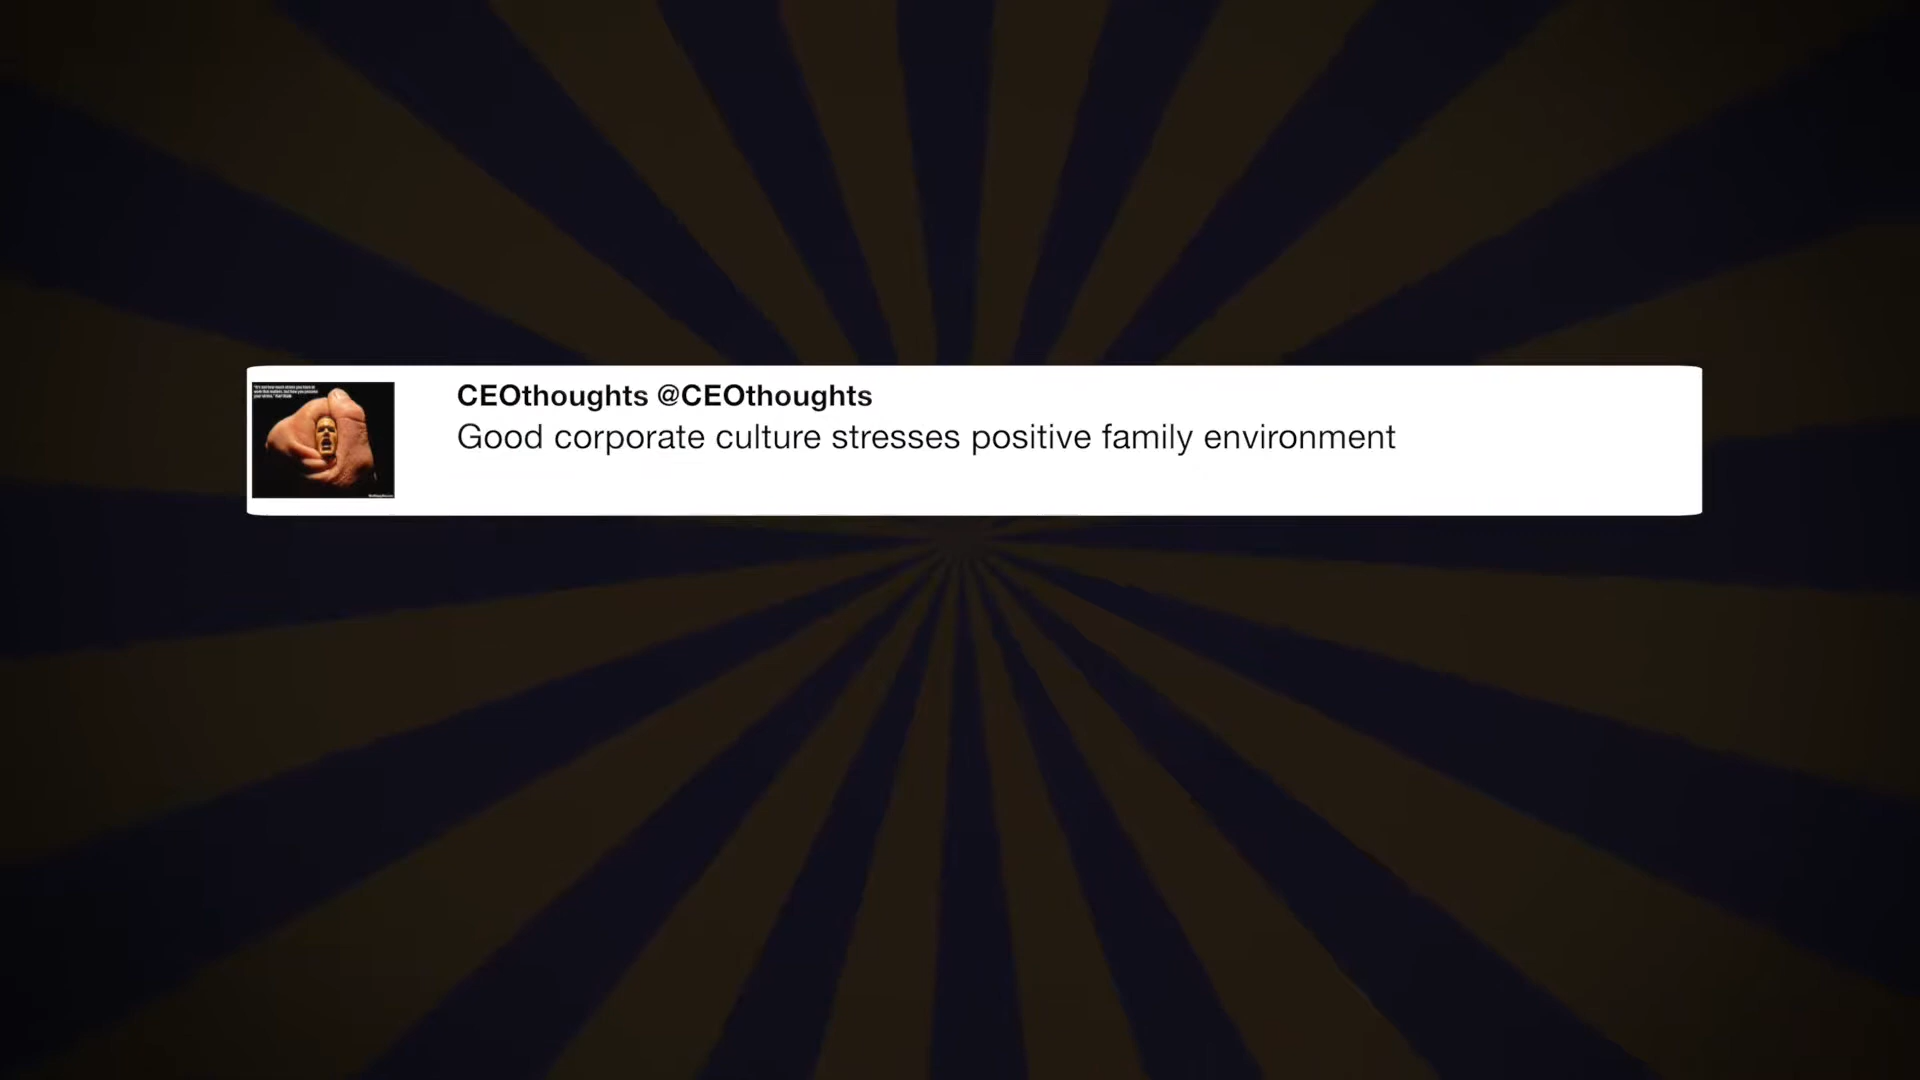 CEOthoughts @CEOthoughts
Good corporate culture stresses positive family environment